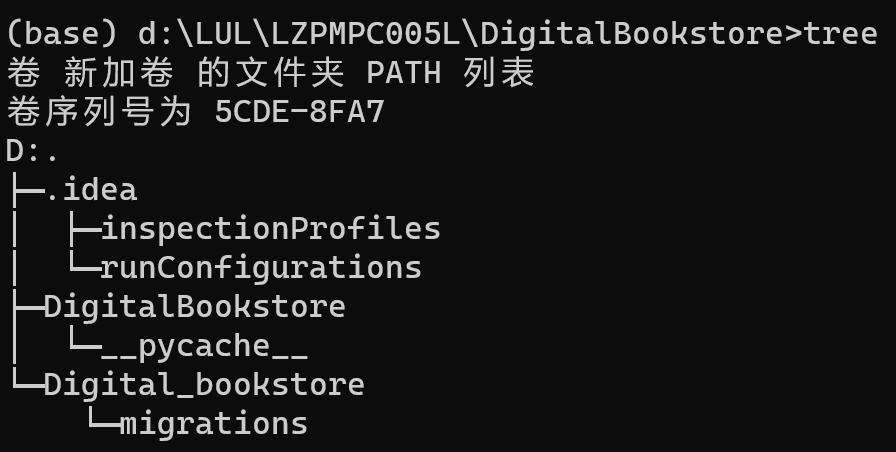 (base) d:\LUL\LZPMPC005L\DigitalBookstore>tree
卷 新加卷 的文件夹 PATH 列表
卷序列号为 5CDE-8FA7
D:.
├─.idea
│  ├─inspectionProfiles
│  └─runConfigurations
├─DigitalBookstore
│  └─__pycache__
└─Digital_bookstore
    └─migrations